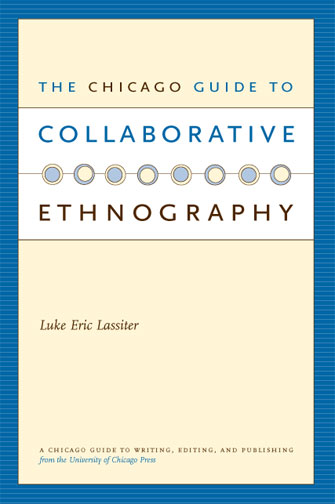 THE CHICAGO GUIDE TO
COLLABORATIVE
ETHNOGRAPHY
Luke Eric Lassiter
A CHICAGO GUIDE TO WRITING, EDITING, AND PUBLISHING
from the University of Chicago Press